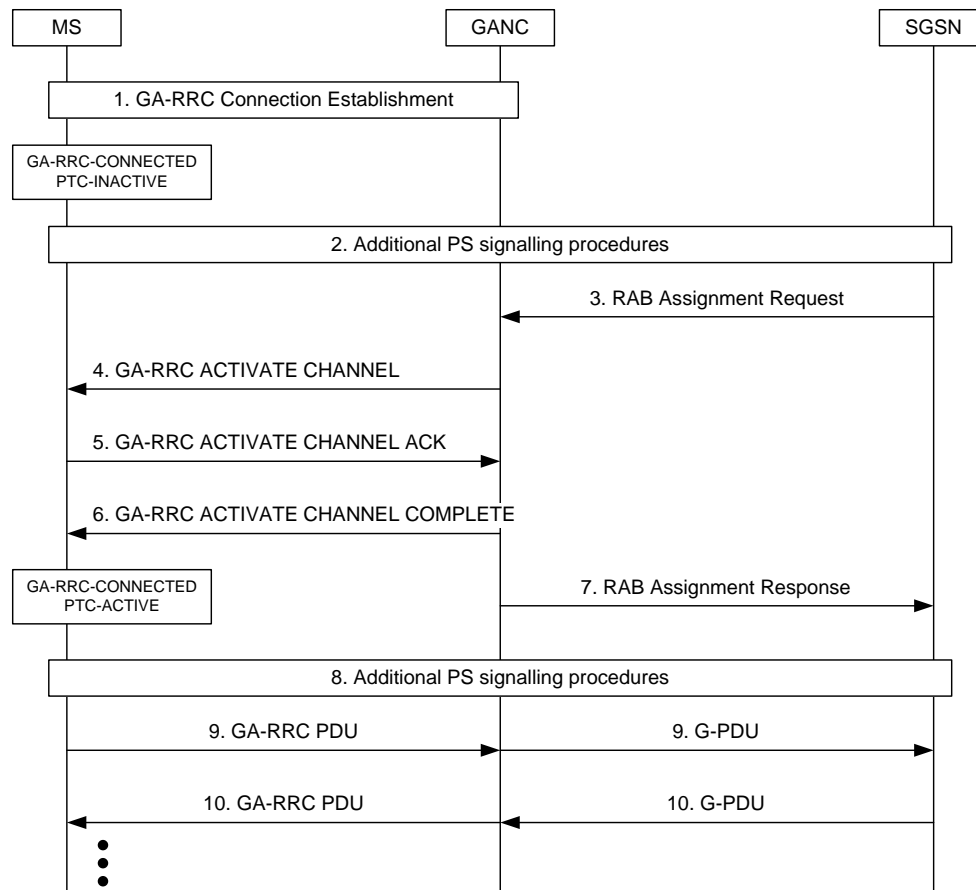 MS
GANC
SGSN
1. GA-RRC Connection Establishment
GA-RRC-CONNECTED
PTC-INACTIVE
2. Additional PS signalling procedures
3. RAB Assignment Request
4. GA-RRC ACTIVATE CHANNEL
5. GA-RRC ACTIVATE CHANNEL ACK
6. GA-RRC ACTIVATE CHANNEL COMPLETE
GA-RRC-CONNECTED
PTC-ACTIVE
7. RAB Assignment Response
8. Additional PS signalling procedures
9. GA-RRC PDU
9. G-PDU
10. GA-RRC PDU
10. G-PDU